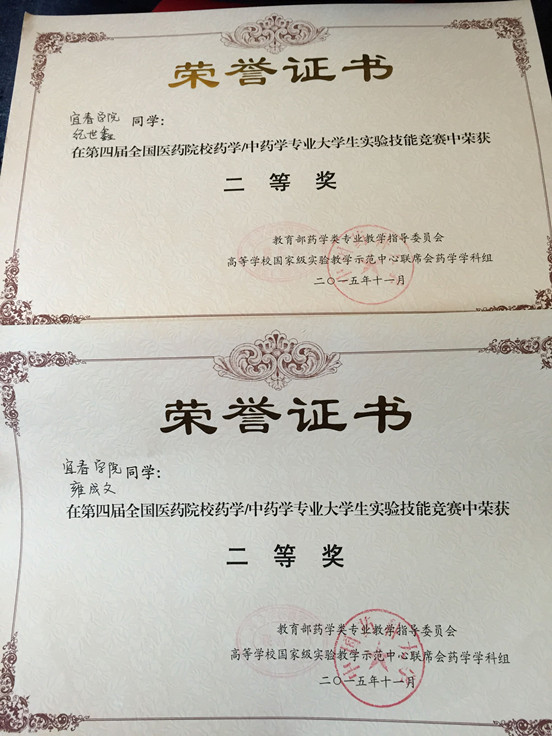 荣誉证书
宜春学院 同学：
纪世鑫
在第四届全国医药院校药学/中药学专业大学生实验技能竞赛中荣获
二等奖
教育部药学类专业教学指导委员会
高等学校国家级实验教学示范中心联席会药学学科组
二〇一五年十一月
荣誉证书
宜春学院 同学：
雍成文
在第四届全国医药院校药学/中药学专业大学生实验技能竞赛中荣获
二等奖
教育部药学类专业教学指导委员会
高等学校国家级实验教学示范中心联席会药学学科组
二〇一五年十一月